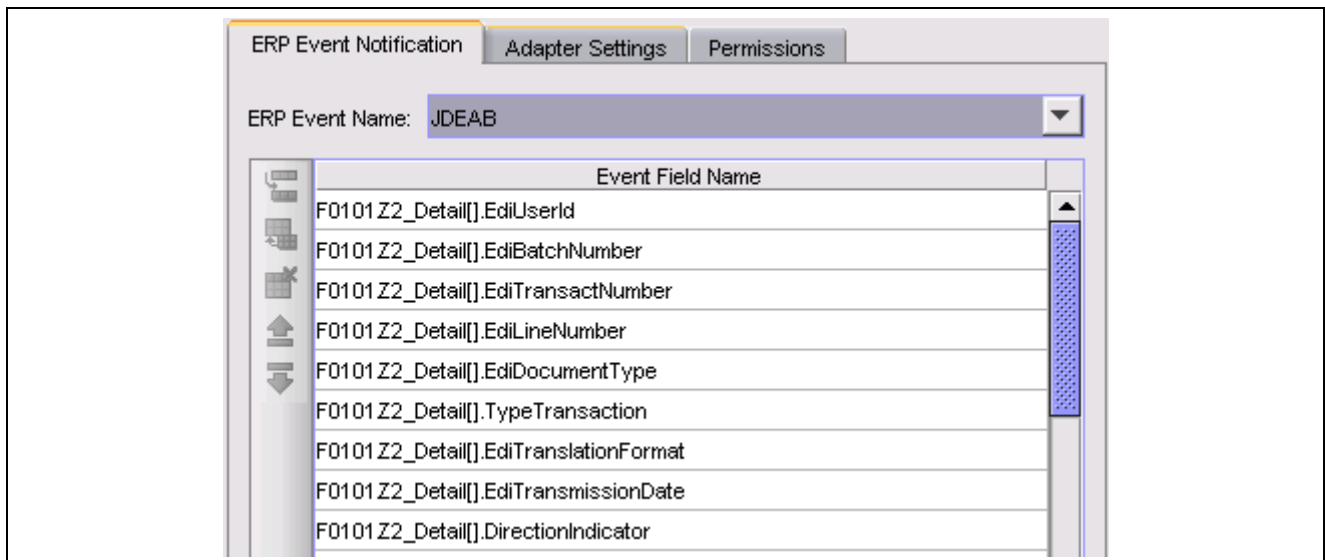 ERP Event Notification Adapter Settings Permissions
ERP Event Name: JDEAB
Event Field Name
F0101Z2_Detail[].EdiUserId
F0101Z2_Detail[].EdiBatchNumber
F0101Z2_Detail[].EdiTransactNumber
F0101Z2_Detail[].EdiLineNumber
F0101Z2_Detail[].EdiDocumentType
F0101Z2_Detail[].TypeTransaction
F0101Z2_Detail[].EdiTranslationFormat
F0101Z2_Detail[].EdiTransmissionDate
F0101Z2_Detail[].DirectionIndicator